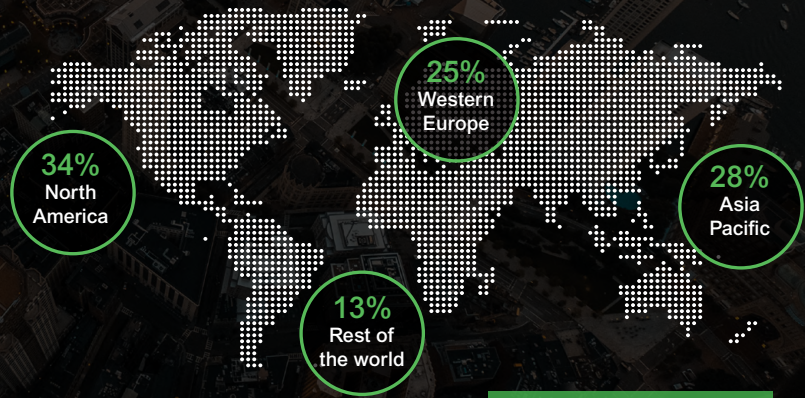 25%
Western
Europe
34%
North
America
28%
Asia
Pacific
13%
Rest of
the world